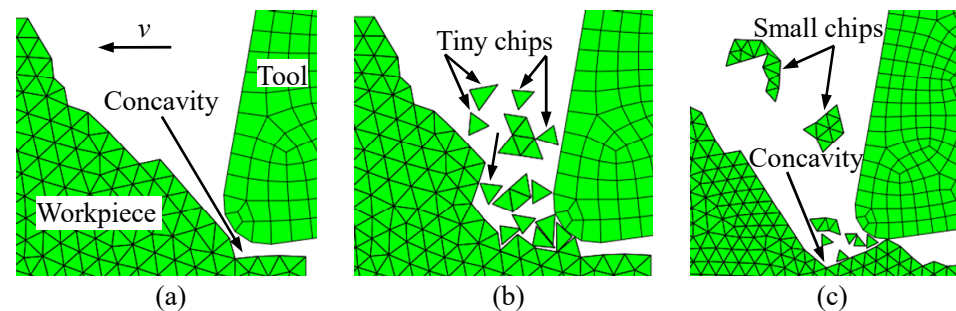 v
Tool
Concavity
Workpiece
(a)
Tiny chips
(b)
Small chips
Concavity
(c)